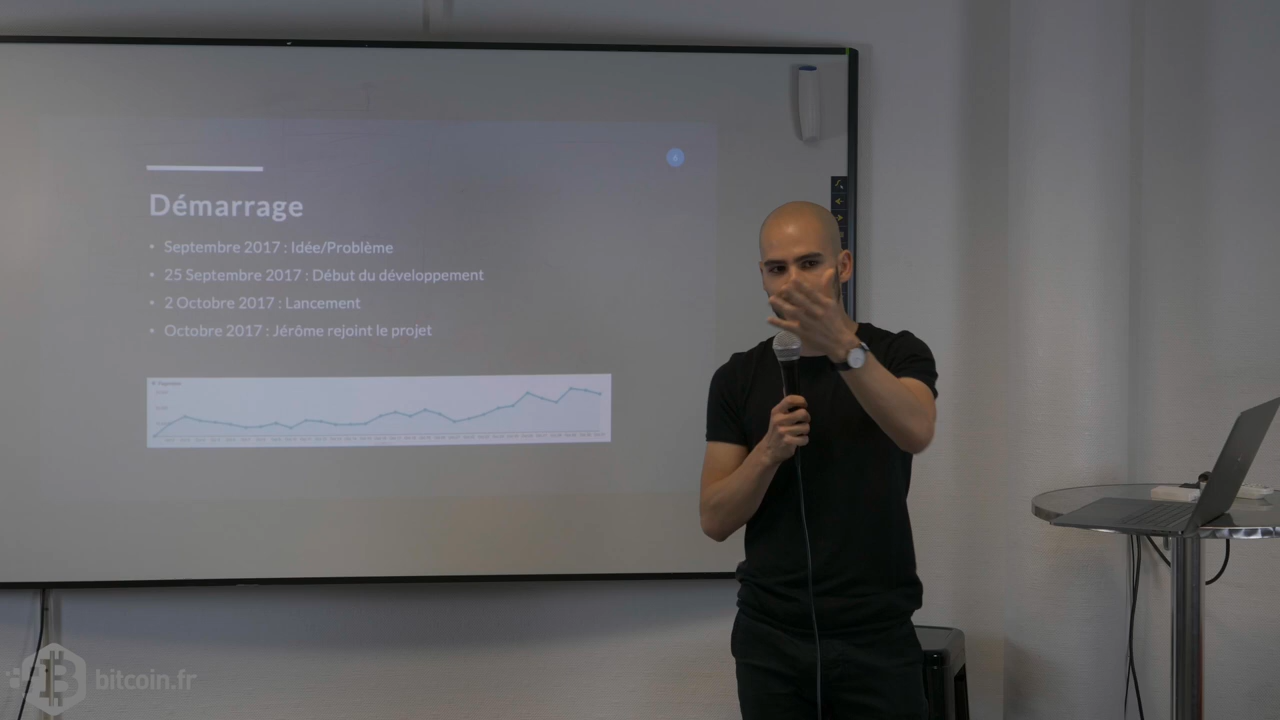 Démarrage
• Septembre 2017 : Idée/Problème
• 25 Septembre 2017 : Début du développement
• 2 Octobre 2017 : Lancement
• Octobre 2017 : Jérôme rejoint le projet
bitcoin.fr